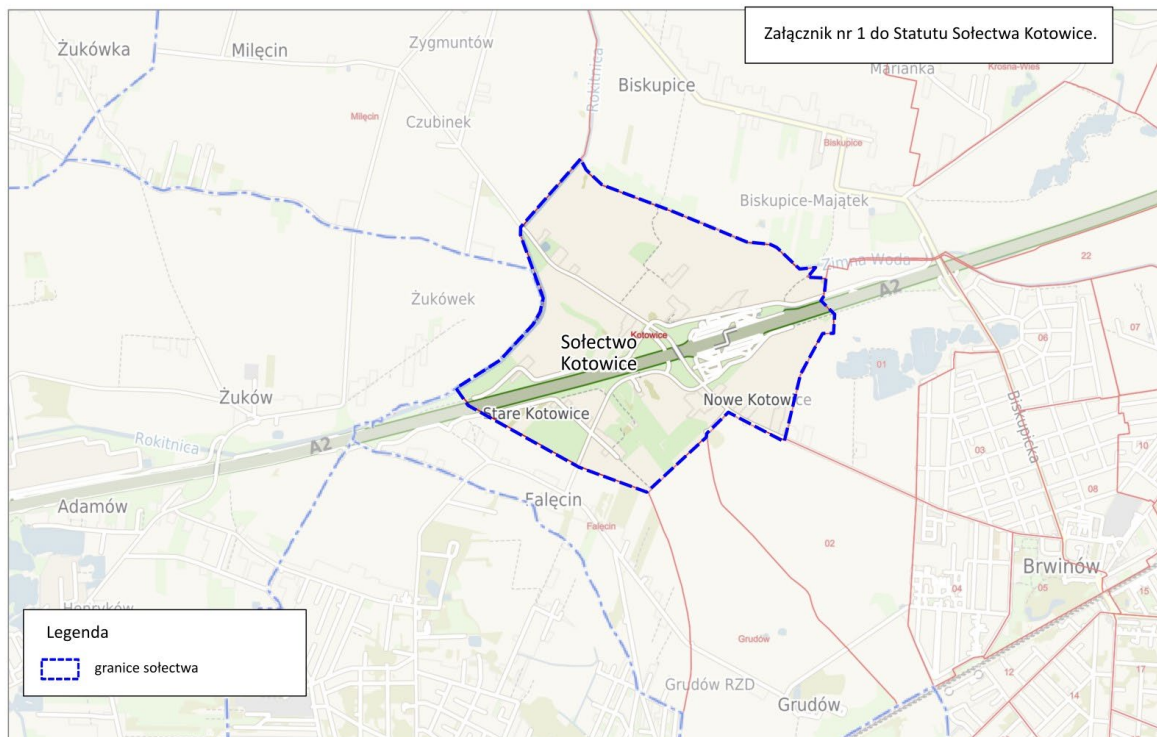 Załącznik nr 1 do Statutu Sołectwa Kotowice.
Żukówka
Milęcin
Zygmuntów
Rokitnica
Biskupice
Marianka
Krosna-Wieś
Milęcin
Czubinek
Biskupice
Biskupice-Majątek
Zimna Woda
22
A2
Żukówek
06
07
Kotowice
Sołectwo
Kotowice
01
Żuków
Stare Kotowice
Nowe Kotowice
Biskupicka
Rokitnica
A2
03
10
Adamów
Falęcin
08
Falęcin
02
Brwinów
Henryków
04
05
15
Legenda
granice sołectwa
Grudów
12
17
Grudów RZD
14
Grudów